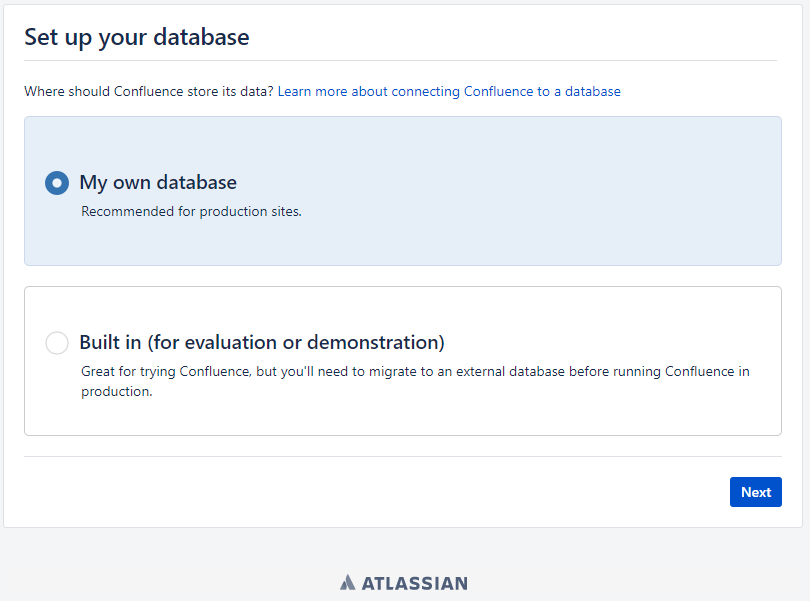 Set up your database
Where should Confluence store its data? Learn more about connecting Confluence to a database
My own database
Recommended for production sites.
Built in (for evaluation or demonstration)
Great for trying Confluence, but you'll need to migrate to an external database before running Confluence in
production.
Next
ATLASSIAN